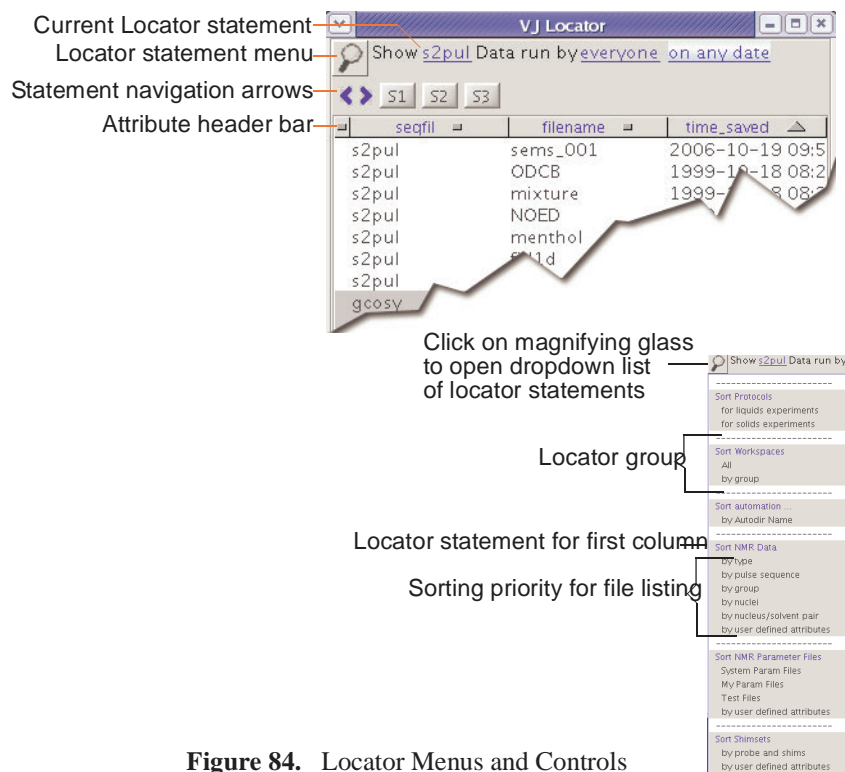 Current Locator statement
Locator statement menu
Statement navigation arrows
Attribute header bar
VJ Locator
Show s2pul Data run by everyone on any date
S1 S2 S3
seqfil filename time_saved
s2pul sems_001 2006-10-19 09:5
s2pul ODCB 1999-10-18 08:2
s2pul mixture 1999-
s2pul NOED
s2pul menthol
s2pul
s2pul
gcosy
Click on magnifying glass
to open dropdown list
of locator statements
Show s2pul Data run by
Sort Protocols
for liquids experiments
for solids experiments
Locator group
Sort Workspaces
All
by group
Sort automation ...
by Autodir Name
Locator statement for first column
Sort NMR Data
by type
Sorting priority for file listing
by pulse sequence
by group
by nuclei
by nucleus/solvent pair
by user defined attributes
Sort NMR Parameter Files
System Param Files
My Param Files
Test Files
by user defined attributes
Sort Shimsets
by probe and shims
by user defined attributes
Figure 84. Locator Menus and Controls